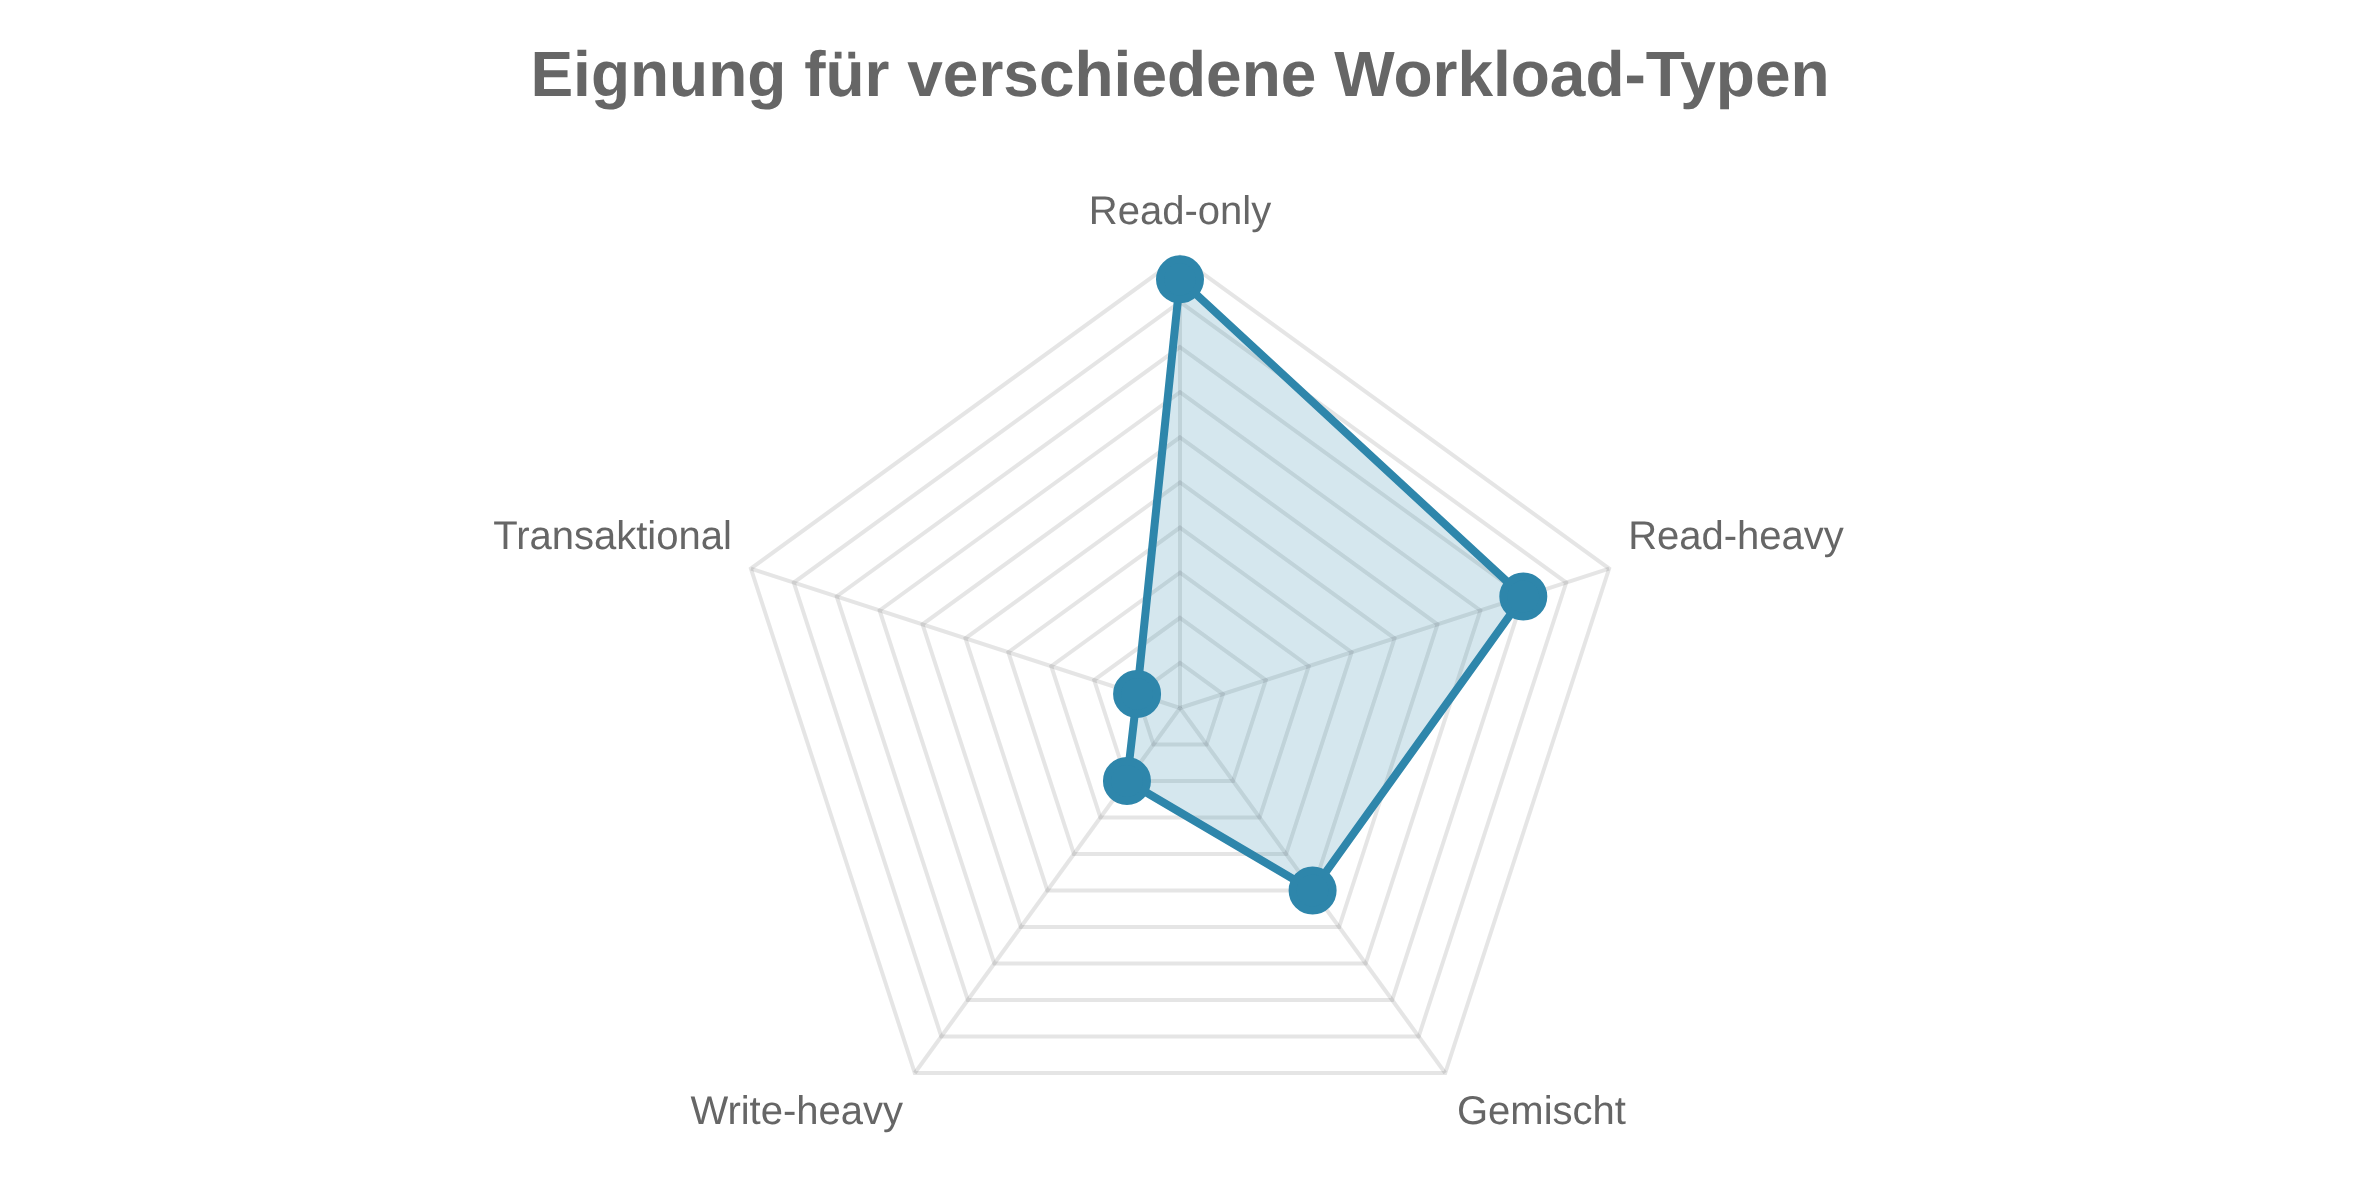 Eignung für verschiedene Workload-Typen
Read-only
Transaktional
Read-heavy
Write-heavy
Gemischt